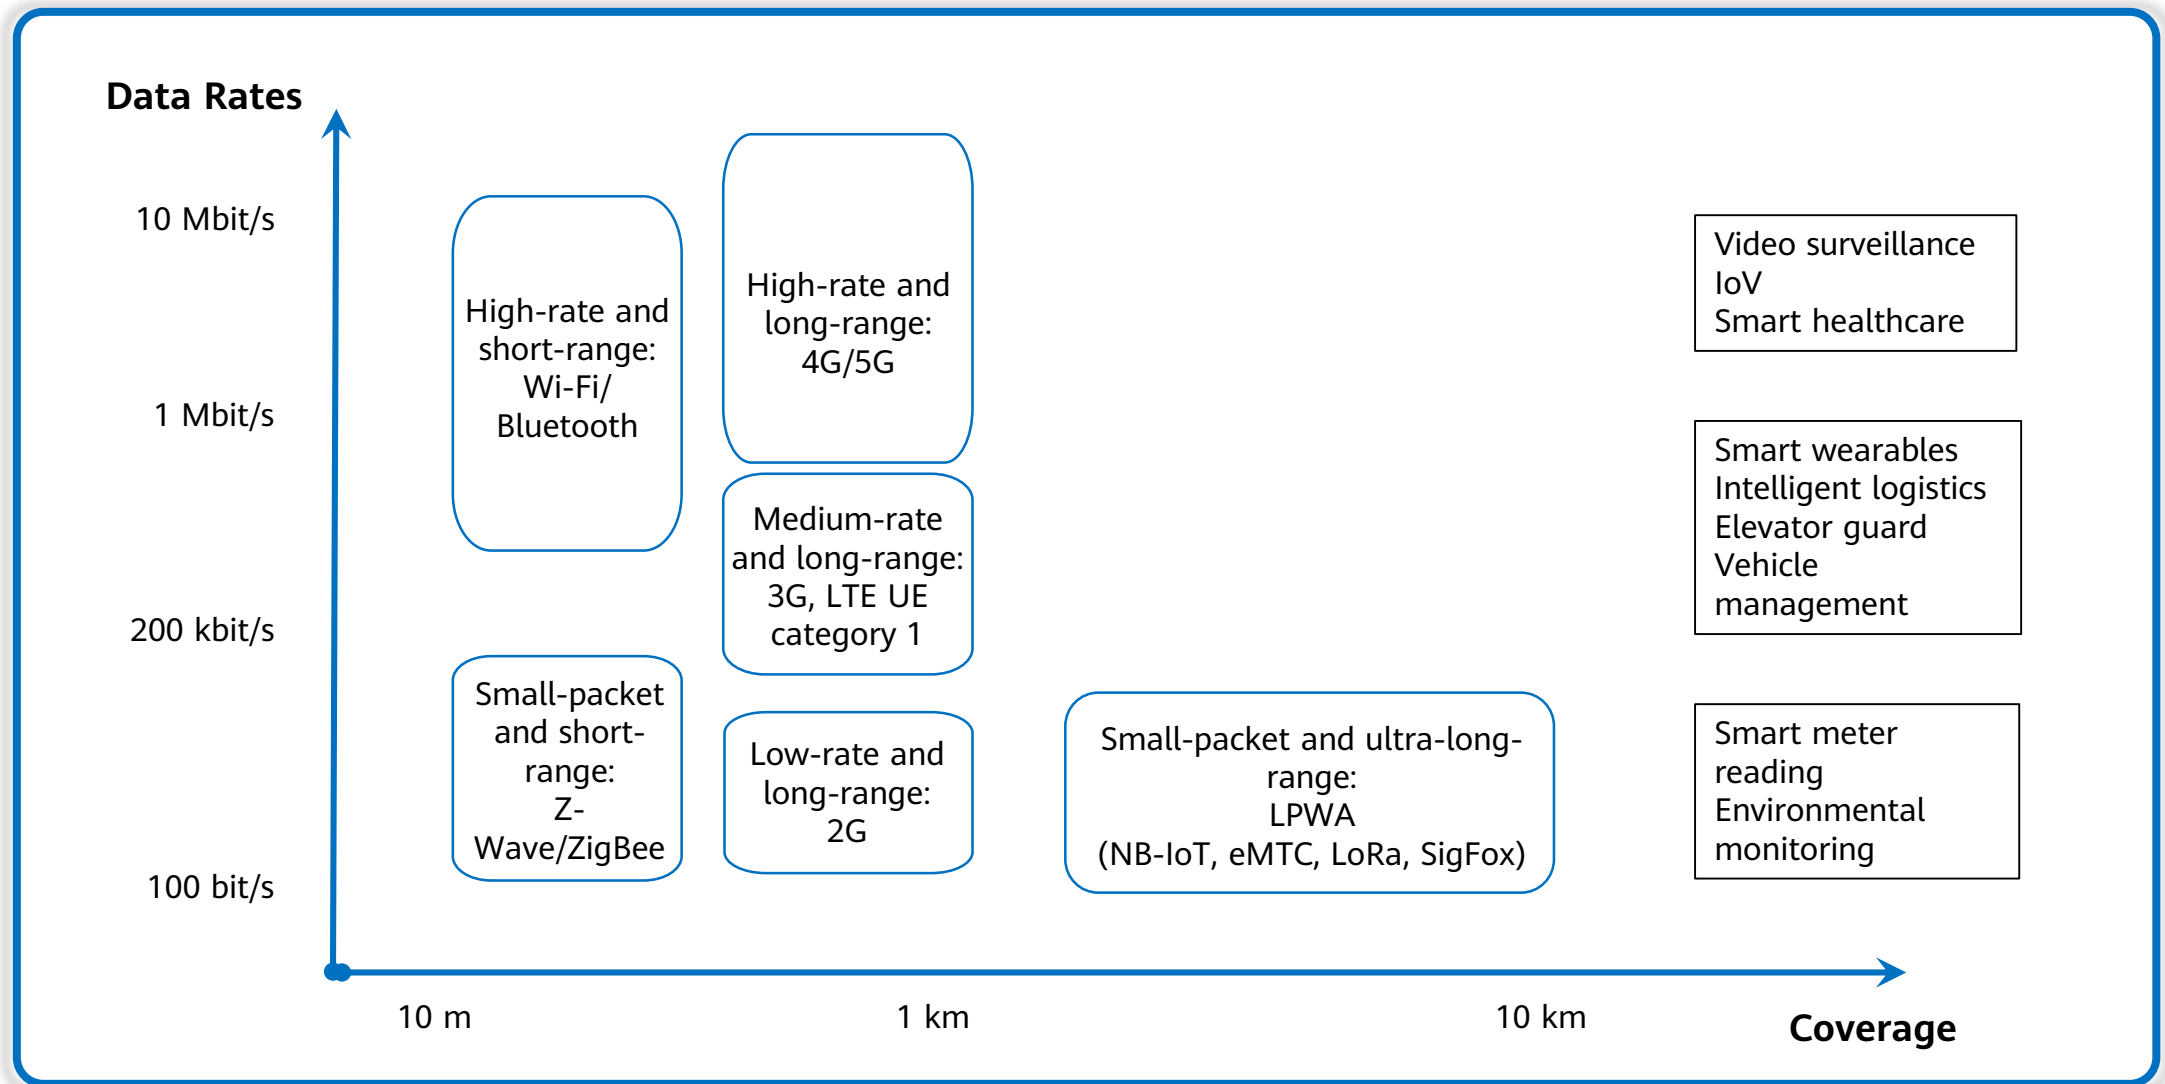 Data Rates
10 Mbit/s
1 Mbit/s
200 kbit/s
100 bit/s
High-rate and
short-range:
Wi-Fi/
Bluetooth
Small-packet
and short-
range:
Z-
Wave/ZigBee
High-rate and
long-range:
4G/5G
Medium-rate
and long-range:
3G, LTE UE
category 1
Low-rate and
long-range:
2G
Small-packet and ultra-long-
range:
LPWA
(NB-IoT, eMTC, LoRa, SigFox)
Video surveillance
IoV
Smart healthcare
Smart wearables
Intelligent logistics
Elevator guard
Vehicle
management
Smart meter
reading
Environmental
monitoring
10 m
1 km
10 km
Coverage